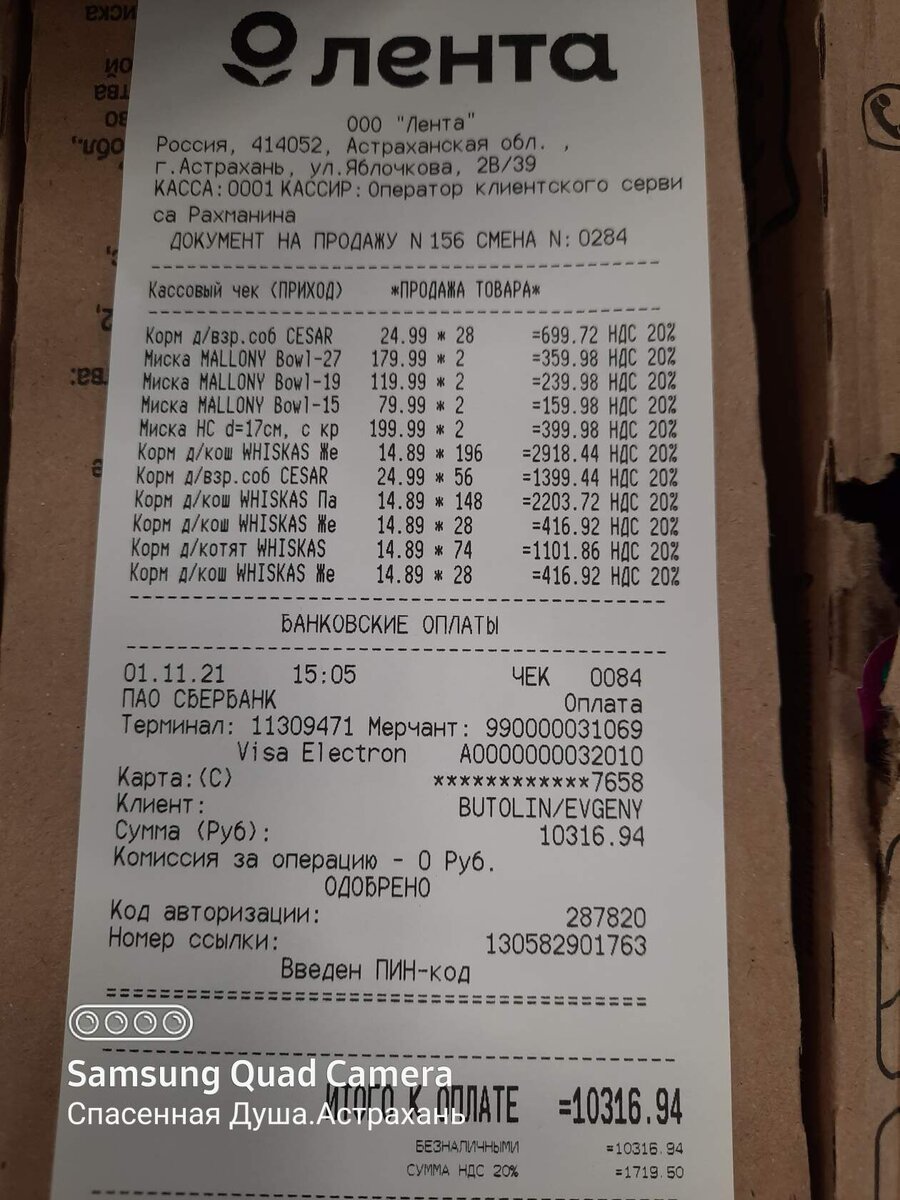 лента
ООО "Лента"
Россия, 414052, Астраханская обл. ,
г.Астрахань, ул.Яблочкова, 2В/39
КАССА:0001 КАССИР:Оператор клиентского серви
са Рахманина
ДОКУМЕНТ НА ПРОДАЖУ N 156 СМЕНА N: 0284
Кассовый чек (ПРИХОД) *ПРОДАЖА ТОВАРА*
Корм д/взр.соб CESAR 24.99 * 28 =699.72 НДС 20%
Миска MALLONY Bowl-27 179.99 * 2 =359.98 НДС 20%
Миска MALLONY Bowl-19 119.99 * 2 =239.98 НДС 20%
Миска MALLONY Bowl-15 79.99 * 2 =159.98 НДС 20%
Миска НС d=17см, с кр 199.99 * 2 =399.98 НДС 20%
Корм д/кош WHISKAS Же 14.89 * 196 =2918.44 НДС 20%
Корм д/взр.соб CESAR 24.99 * 56 =1399.44 НДС 20%
Корм д/кош WHISKAS Па 14.89 * 148 =2203.72 НДС 20%
Корм д/кош WHISKAS Же 14.89 * 28 =416.92 НДС 20%
Корм д/котят WHISKAS 14.89 * 74 =1101.86 НДС 20%
Корм д/кош WHISKAS Же 14.89 * 28 =416.92 НДС 20%
БАНКОВСКИЕ ОПЛАТЫ
01.11.21 15:05 ЧЕК 0084
ПАО СБЕРБАНК Оплата
Терминал: 11309471 Мерчант: 990000031069
Visa Electron A0000000032010
Карта:(С) ************7658
Клиент: BUTOLIN/EVGENY
Сумма (Руб): 10316.94
Комиссия за операцию - 0 Руб.
ОДОБРЕНО
Код авторизации: 287820
Номер ссылки: 130582901763
Введен ПИН-код
Samsung Quad Camera
Спасенная Душа.Астрахань
ИТОГО К ОПЛАТЕ =10316.94
БЕЗНАЛИЧНЫМИ =10316.94
СУММА НДС 20% =1719.50